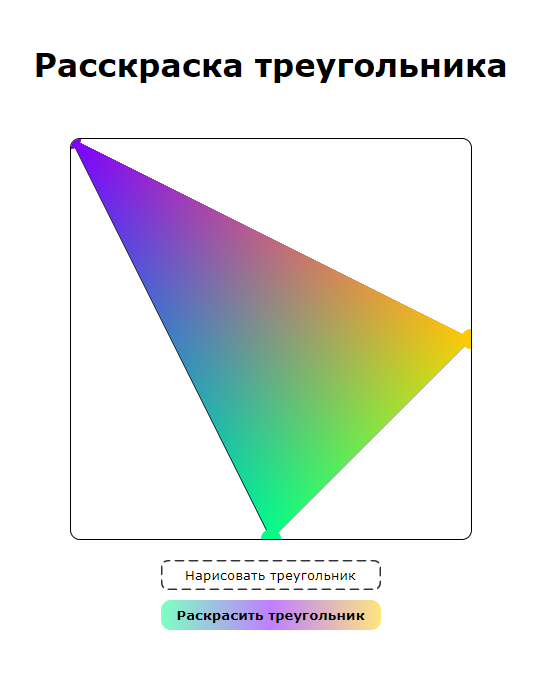 Расскраска треугольника
Нарисовать треугольник
Раскрасить треугольник